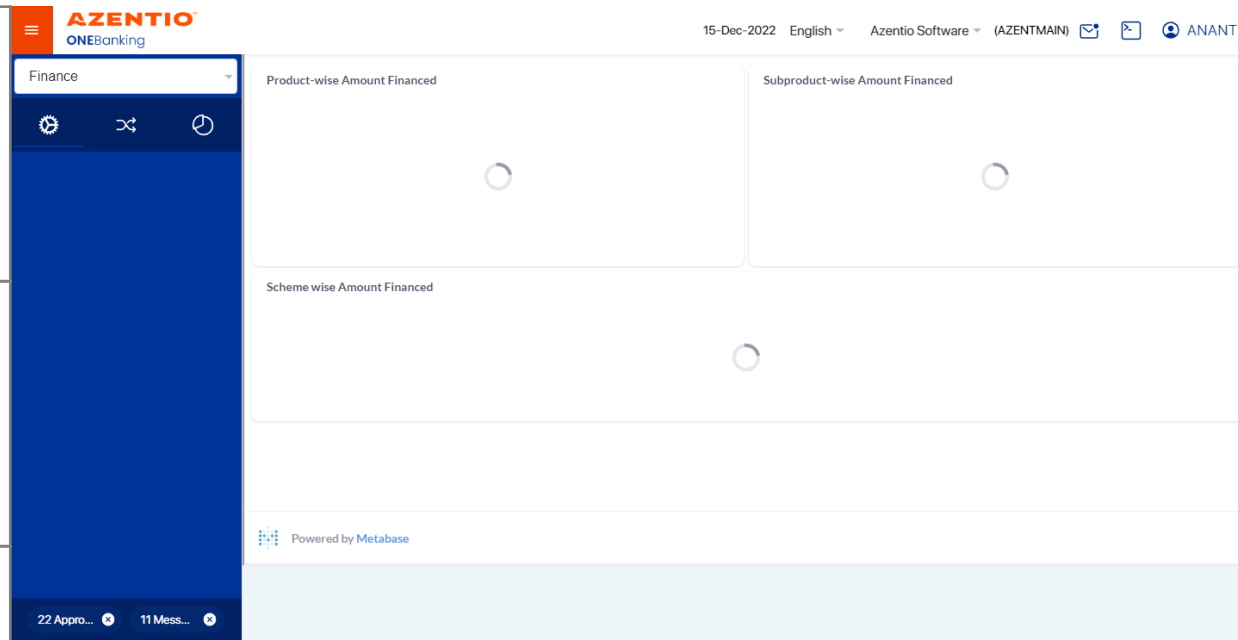 AZENTIO™
ONEBanking
15-Dec-2022 English Azentio Software (AZENTMAIN) ANANT
Finance
Product-wise Amount Financed
Subproduct-wise Amount Financed
Scheme wise Amount Financed
Powered by Metabase
22 Appro... 11 Mess...